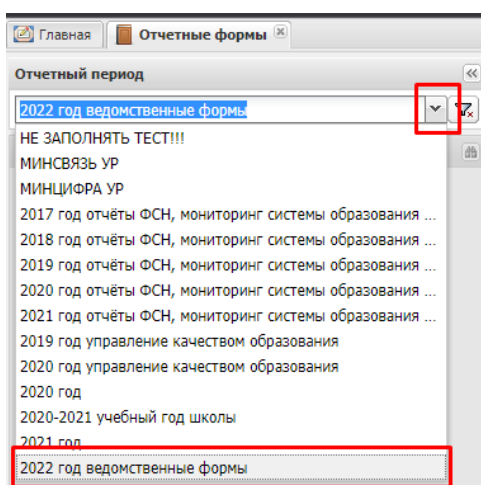 Главная
Отчетные формы
Отчетный период
2022 год ведомственные формы
НЕ ЗАПОЛНЯТЬ ТЕСТ!!!
МИНСВЯЗЬ УР
МИНЦИФРА УР
2017 год отчёты ФСН, мониторинг системы образования ...
2018 год отчёты ФСН, мониторинг системы образования ...
2019 год отчёты ФСН, мониторинг системы образования ...
2020 год отчёты ФСН, мониторинг системы образования ...
2021 год отчёты ФСН, мониторинг системы образования ...
2019 год управление качеством образования
2020 год управление качеством образования
2020 год
2020-2021 учебный год школы
2021 год
2022 год ведомственные формы